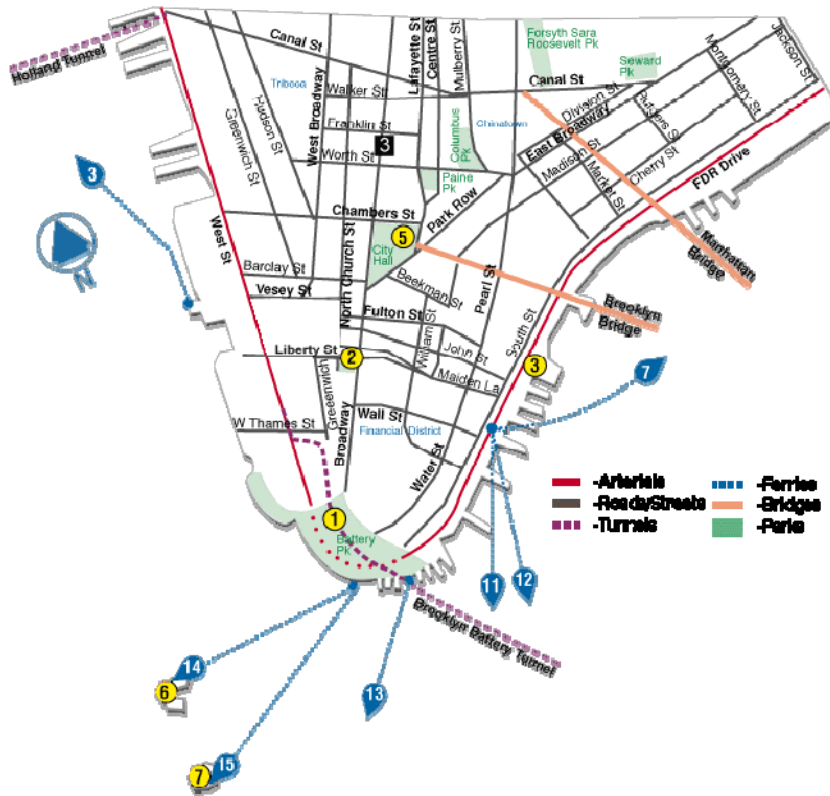 Holland Tunnel
Canal St
Tribeca
Hudson St
Greenwich St
West Broadway
Walker St
Franklin St
3
Worth St
Lafayette St
Centre St
Mulberry St
Columbus Pk
Paine Pk
Chinatown
Forsyth Sara
Roosevelt Pk
Seward
Plk
Canal St
Division St
East Broadway
Madison St
Market St
Rutgers St
Cherry St
Montgomery St
Jackson St
FDR Drive
Manhattan
Bridge
Brooklyn
Bridge
3
N
West St
Chambers St
Park Row
5
City
Hall
Barclay St
Vesey St
North Church St
Beekman St
Pearl St
Fulton St
William St
John St
South St
Liberty St
2
Maiden La
3
7
Greeenwich
W Thames St
Broadway
Wall St
Financial District
Water St
1
Battery
Pk
11
12
13
14
6
7
15
Brooklyn Battery Tunnel
-Arterials
-Roads/Streets
-Tunnels
-Ferries
-Bridges
-Parks